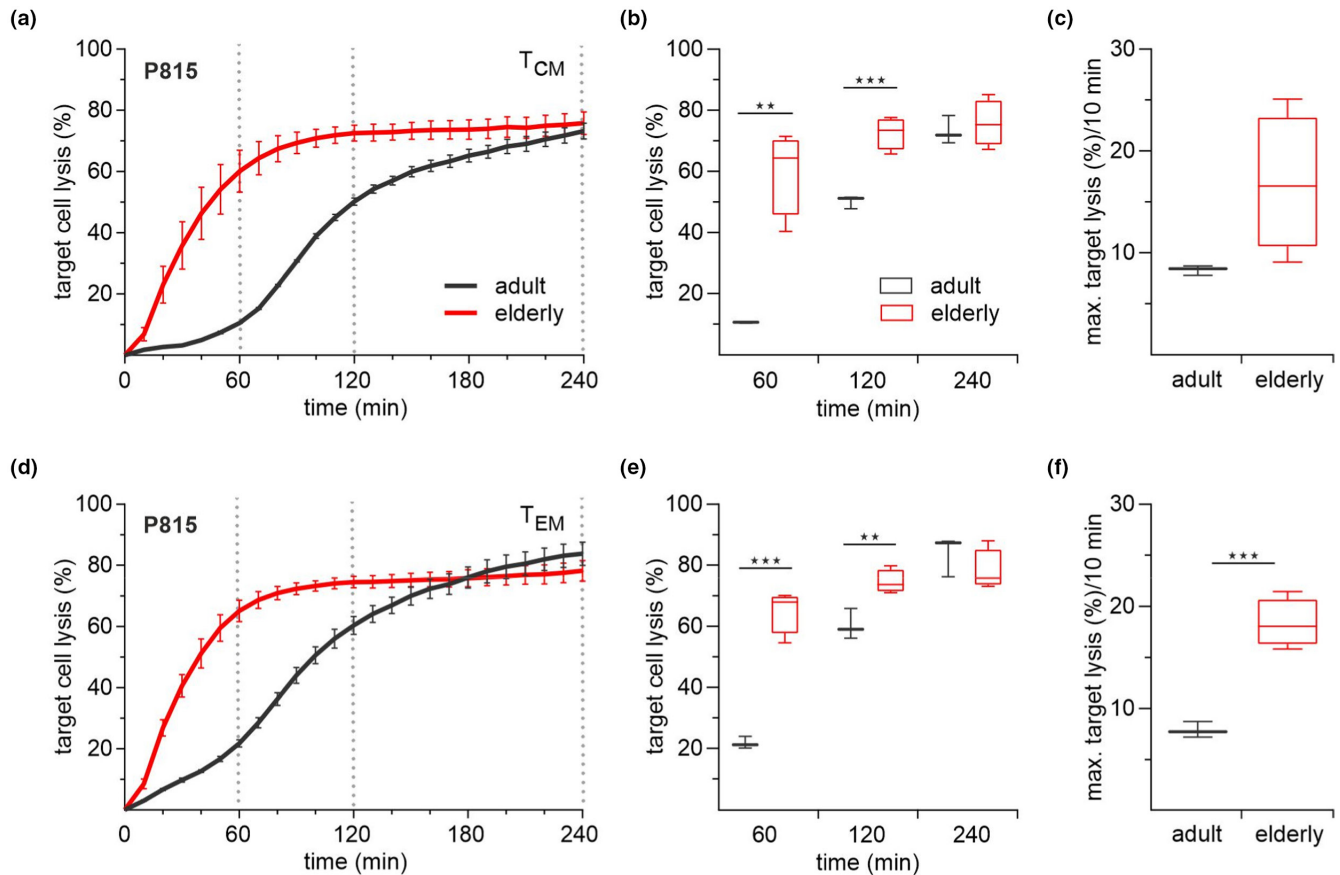 (a)
100
80
60
40
20
target cell lysis (%)
P815
TCM
adult
elderly
0
60
120
180
240
time (min)
(b)
100
80
60
40
20
target cell lysis (%)
★★
★★★
adult
elderly
60
120
240
time (min)
(c)
30
20
10
max. target lysis (%)/10 min
adult
elderly
(d)
100
80
60
40
20
target cell lysis (%)
P815
TEM
0
60
120
180
240
time (min)
(e)
100
80
60
40
20
target cell lysis (%)
★★★
★★
60
120
240
time (min)
(f)
30
20
10
max. target lysis (%)/10 min
★★★
adult
elderly